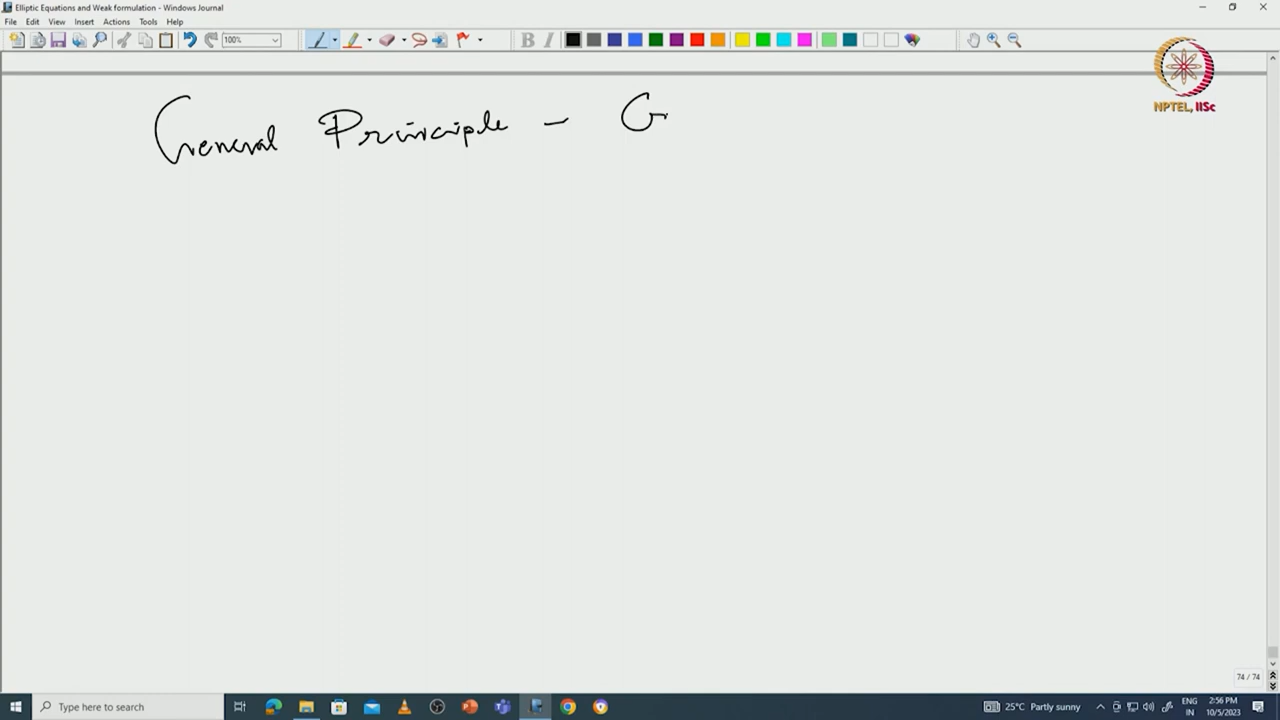 Elliptic Equations and Weak formulation - Windows Journal
File Edit View Insert Actions Tools Help
100% B I
NPTEL, IISc
General Principle - G
74 / 74
Type here to search
25°C Partly sunny
ENG IN
2:56 PM 10/5/2023